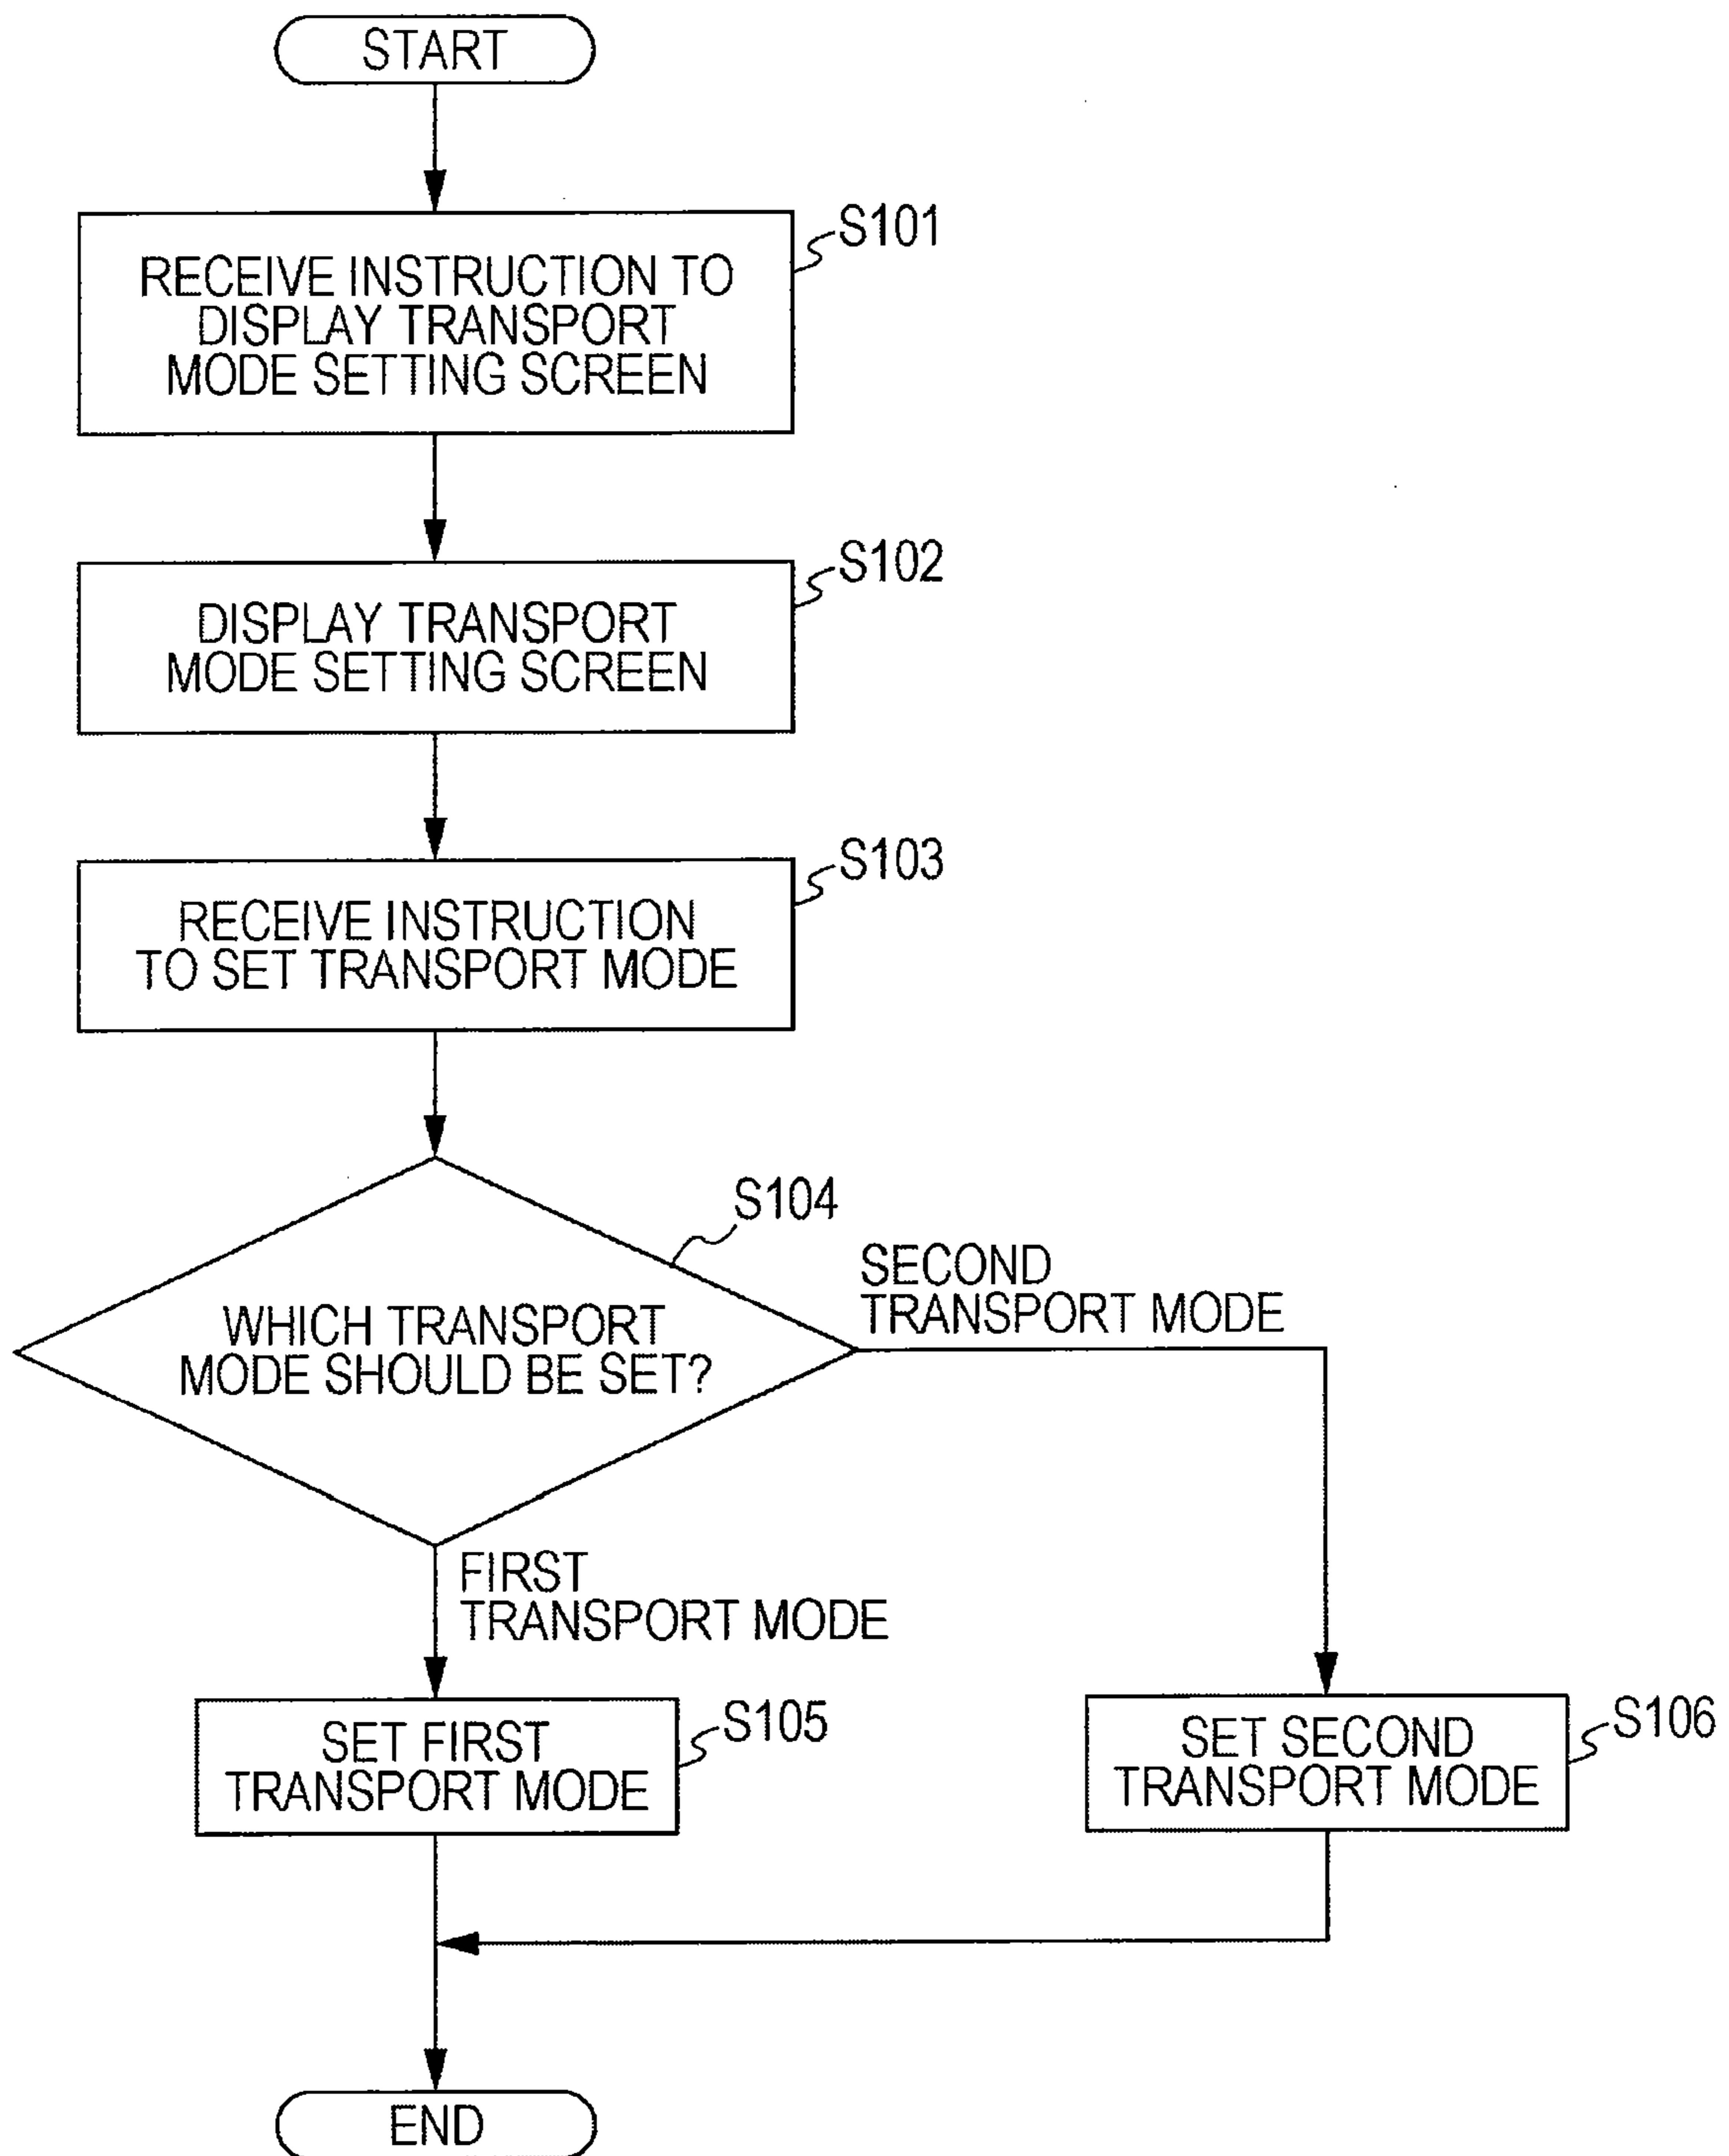 START
S101
RECEIVE INSTRUCTION TO
DISPLAY TRANSPORT
MODE SETTING SCREEN
S102
DISPLAY TRANSPORT
MODE SETTING SCREEN
S103
RECEIVE INSTRUCTION
TO SET TRANSPORT MODE
S104
WHICH TRANSPORT
MODE SHOULD BE SET?
SECOND
TRANSPORT MODE
FIRST
TRANSPORT MODE
S105
SET FIRST
TRANSPORT MODE
S106
SET SECOND
TRANSPORT MODE
END